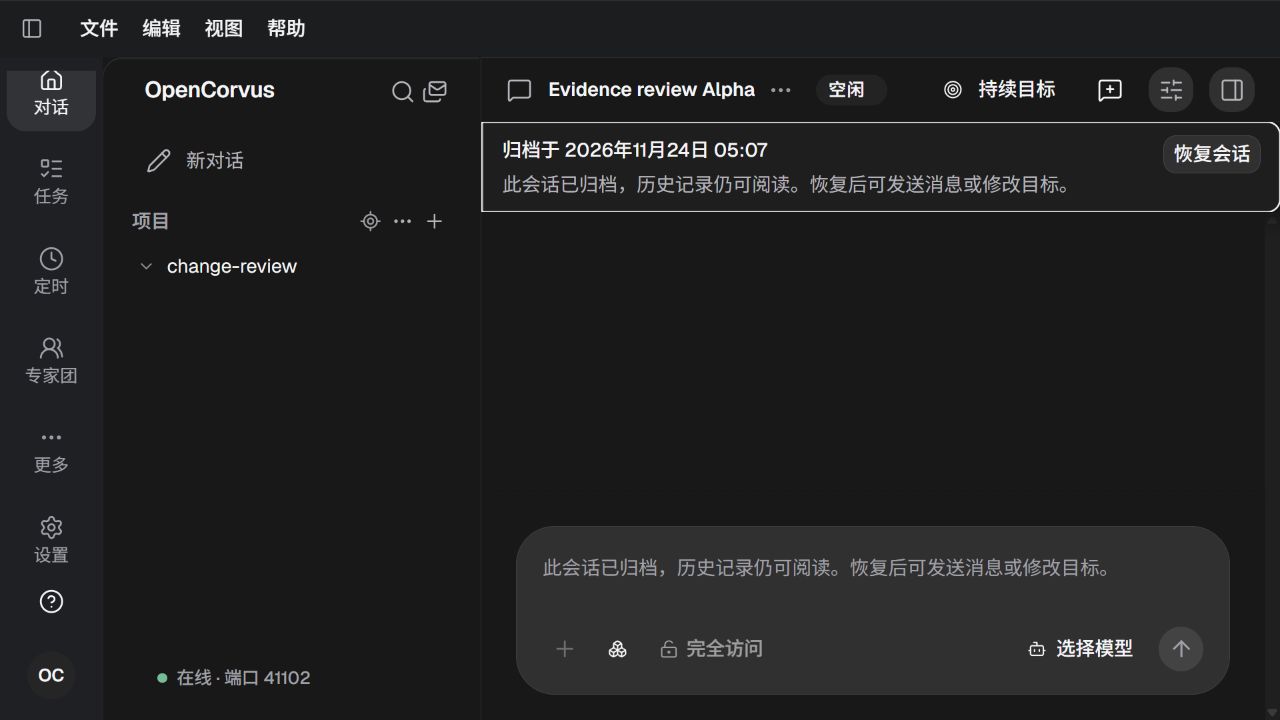 文件 编辑 视图 帮助
对话
任务
定时
专家团
更多
设置
OC
OpenCorvus
新对话
项目
change-review
在线 · 端口 41102
Evidence review Alpha ··· 空闲 持续目标
归档于 2026年11月24日 05:07
恢复会话
此会话已归档，历史记录仍可阅读。恢复后可发送消息或修改目标。
此会话已归档，历史记录仍可阅读。恢复后可发送消息或修改目标。
完全访问 选择模型